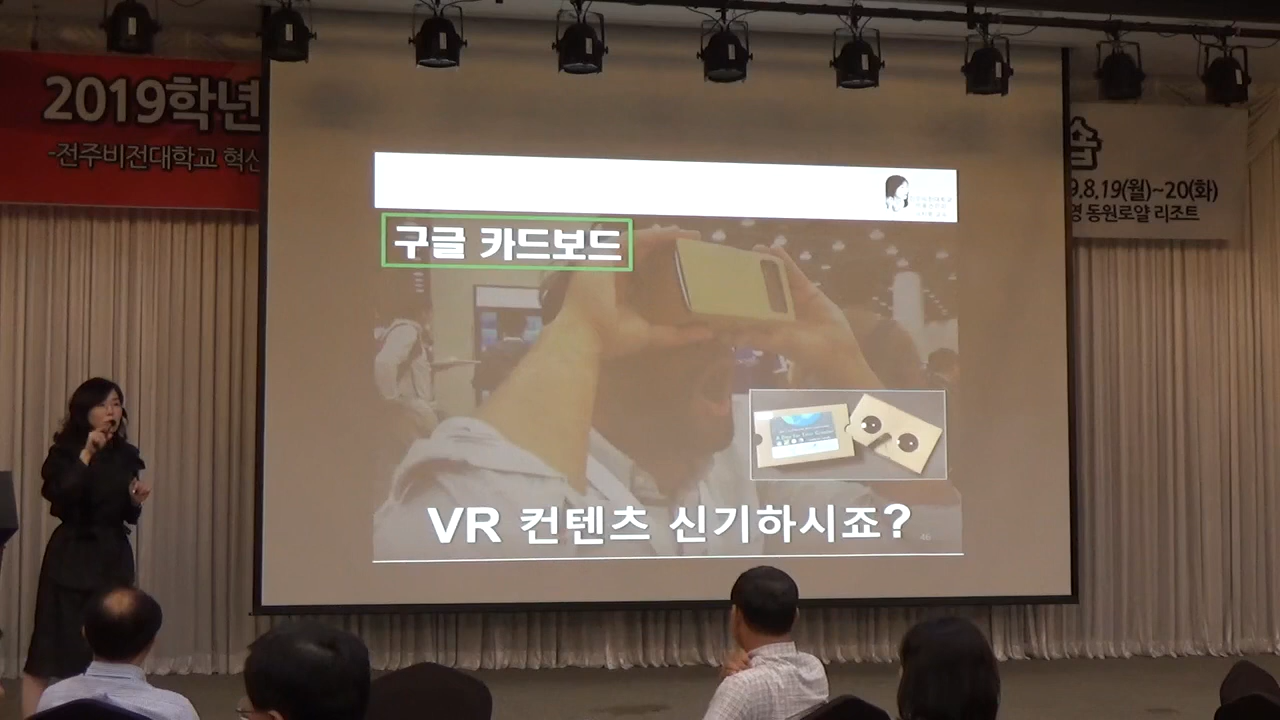 2019학년
-전주비전대학교 혁신
습
9.8.19(월)~20(화)
동원로얄 리조트
구글 카드보드
VR 컨텐츠 신기하시죠?
46